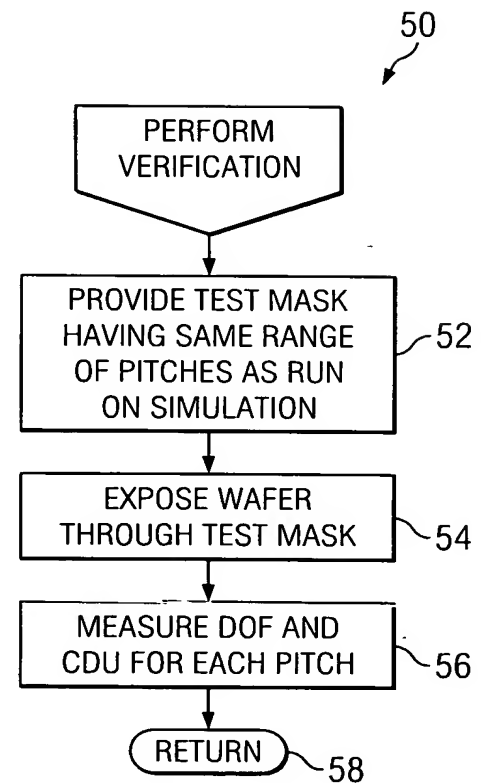 50
PERFORM
VERIFICATION
PROVIDE TEST MASK
HAVING SAME RANGE
OF PITCHES AS RUN
ON SIMULATION
52
EXPOSE WAFER
THROUGH TEST MASK
54
MEASURE DOF AND
CDU FOR EACH PITCH
56
RETURN
58